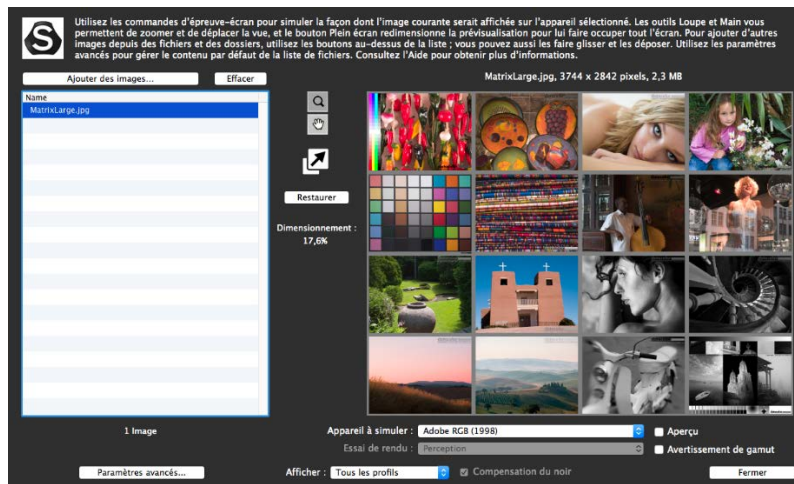 Utilisez les commandes d'épreuve-écran pour simuler la façon dont l'image courante serait affichée sur l'appareil sélectionné. Les outils Loupe et Main vous
permettent de zoomer et de déplacer la vue, et le bouton Plein écran redimensionne la prévisualisation pour lui faire occuper tout l'écran. Pour ajouter d'autres
images depuis des fichiers et des dossiers, utilisez les boutons au-dessus de la liste ; vous pouvez aussi les faire glisser et les déposer. Utilisez les paramètres
avancés pour gérer le contenu par défaut de la liste de fichiers. Consultez l'Aide pour obtenir plus d'informations.
Ajouter des images...
Effacer
MatrixLarge.jpg, 3744 x 2842 pixels, 2,3 MB
Name
MatrixLarge.jpg
Restaurer
Dimensionnement :
17,6%
1 Image
Appareil à simuler : Adobe RGB (1998)
Aperçu
Essai de rendu : Perception
Avertissement de gamut
Paramètres avancés...
Afficher : Tous les profils
Compensation du noir
Fermer